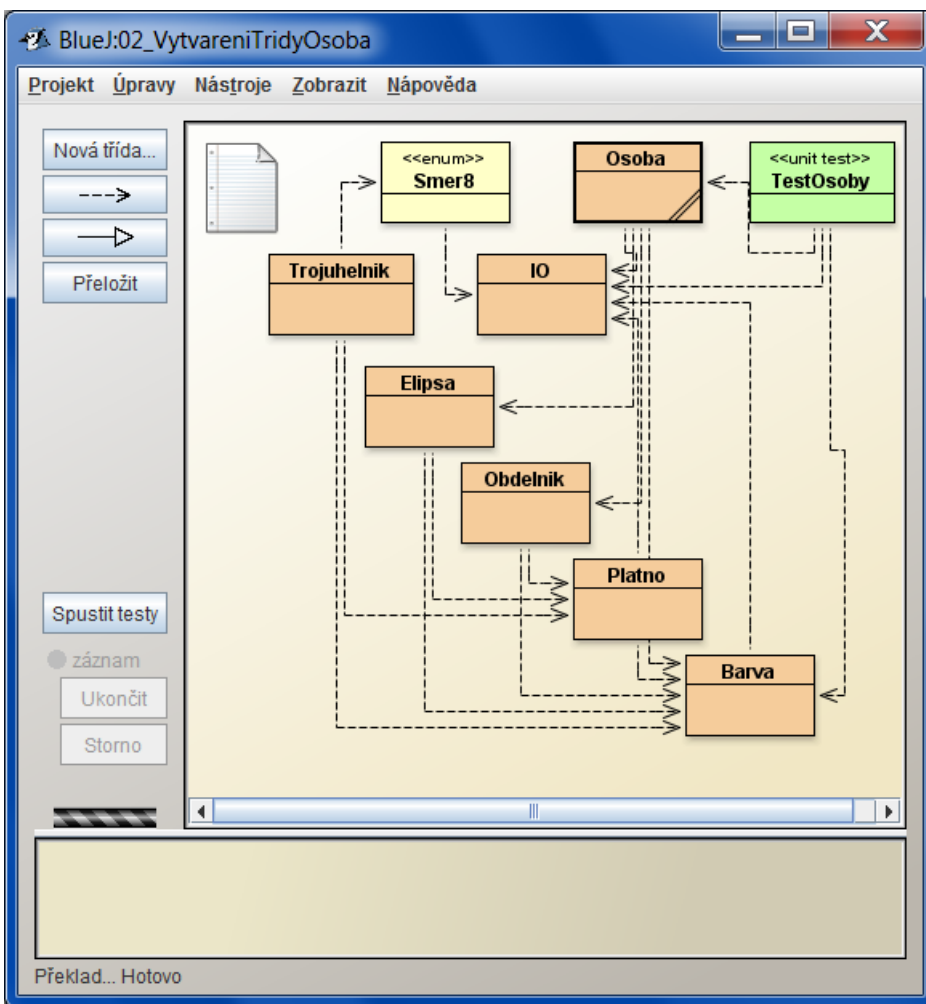 BlueJ:02_VytvareniTridyOsoba
Projekt Úpravy Nástroje Zobrazit Nápověda
Nová třída...
Přeložit
<<enum>>
Smer8
Osoba
<<unit test>>
TestOsoby
Trojuhelnik
IO
Elipsa
Obdelnik
Platno
Barva
Spustit testy
záznam
Ukončit
Storno
Překlad... Hotovo